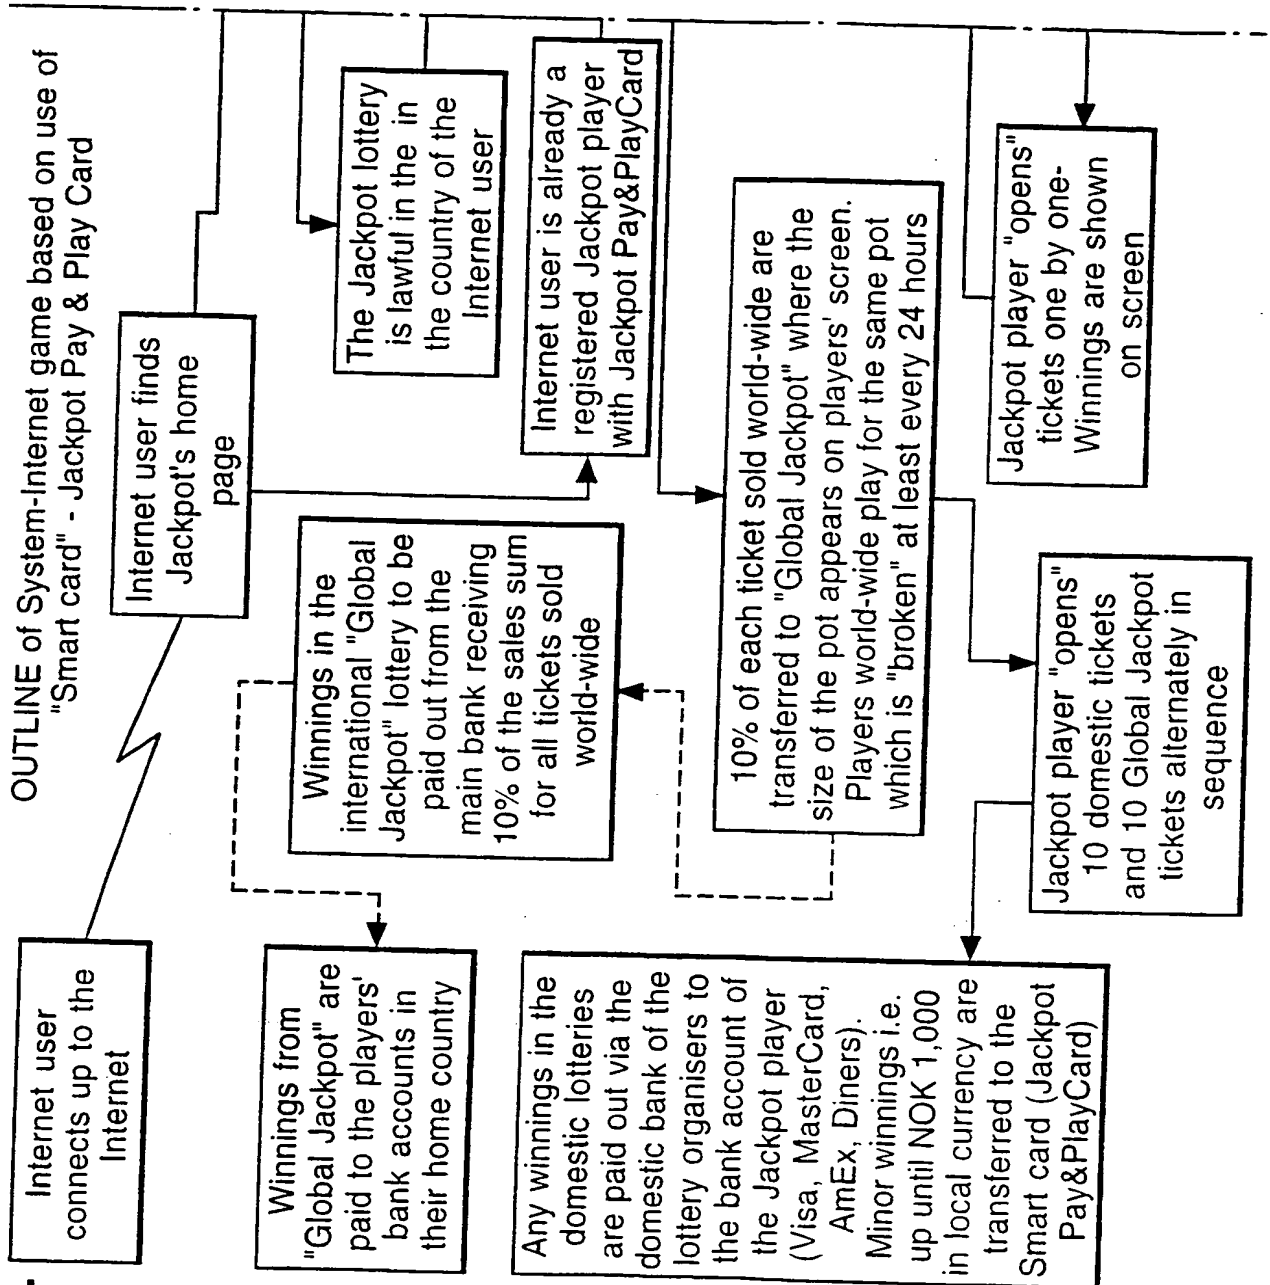 OUTLINE of System-Internet game based on use of
"Smart card" - Jackpot Pay & Play Card
Internet user
connects up to the
Internet
Internet user finds
Jackpot's home
page
Winnings from
"Global Jackpot" are
paid to the players'
bank accounts in
their home country
Winnings in the
international "Global
Jackpot" lottery to be
paid out from the
main bank receiving
10% of the sales sum
for all tickets sold
world-wide
The Jackpot lottery
is lawful in the in
the country of the
Internet user
Internet user is already a
registered Jackpot player
with Jackpot Pay&PlayCard
Any winnings in the
domestic lotteries
are paid out via the
domestic bank of the
lottery organisers to
the bank account of
the Jackpot player
(Visa, MasterCard,
AmEx, Diners).
Minor winnings i.e.
up until NOK 1,000
in local currency are
transferred to the
Smart card (Jackpot
Pay&PlayCard)
10% of each ticket sold world-wide are
transferred to "Global Jackpot" where the
size of the pot appears on players' screen.
Players world-wide play for the same pot
which is "broken" at least every 24 hours
Jackpot player "opens"
10 domestic tickets
and 10 Global Jackpot
tickets alternately in
sequence
Jackpot player "opens"
tickets one by one-
Winnings are shown
on screen